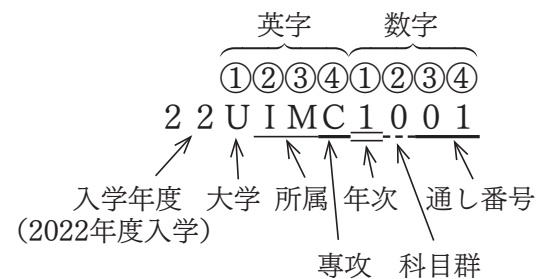 英字 数字
①②③④①②③④
22UIMC1001
入学年度 大学 所属 年次 通し番号
(2022年度入学)
専攻 科目群